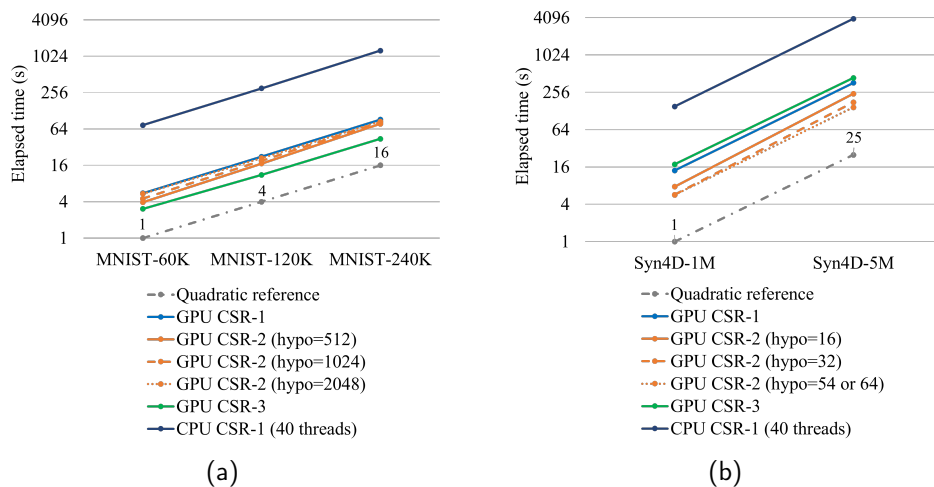 4096
1024
256
64
16
4
1
Elapsed time (s)
1
4
16
MNIST-60K MNIST-120K MNIST-240K
Quadratic reference
GPU CSR-1
GPU CSR-2 (hypo=512)
GPU CSR-2 (hypo=1024)
GPU CSR-2 (hypo=2048)
GPU CSR-3
CPU CSR-1 (40 threads)
(a)
4096
1024
256
64
16
4
1
Elapsed time (s)
1
25
Syn4D-1M Syn4D-5M
Quadratic reference
GPU CSR-1
GPU CSR-2 (hypo=16)
GPU CSR-2 (hypo=32)
GPU CSR-2 (hypo=54 or 64)
GPU CSR-3
CPU CSR-1 (40 threads)
(b)